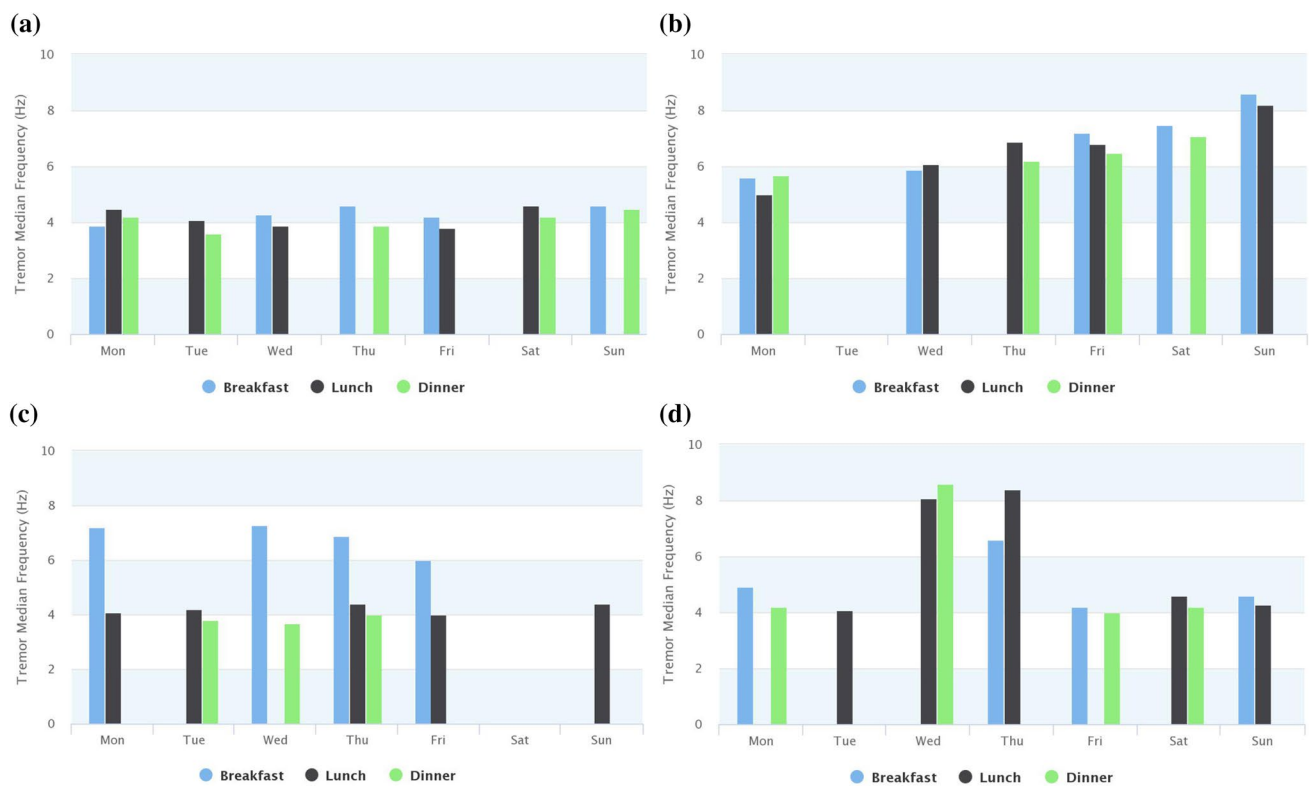 (a)
Tremor Median Frequency (Hz)
10
8
6
4
2
0
Mon Tue Wed Thu Fri Sat Sun
Breakfast Lunch Dinner
(b)
Tremor Median Frequency (Hz)
10
8
6
4
2
0
Mon Tue Wed Thu Fri Sat Sun
Breakfast Lunch Dinner
(c)
Tremor Median Frequency (Hz)
10
8
6
4
2
0
Mon Tue Wed Thu Fri Sat Sun
Breakfast Lunch Dinner
(d)
Tremor Median Frequency (Hz)
10
8
6
4
2
0
Mon Tue Wed Thu Fri Sat Sun
Breakfast Lunch Dinner